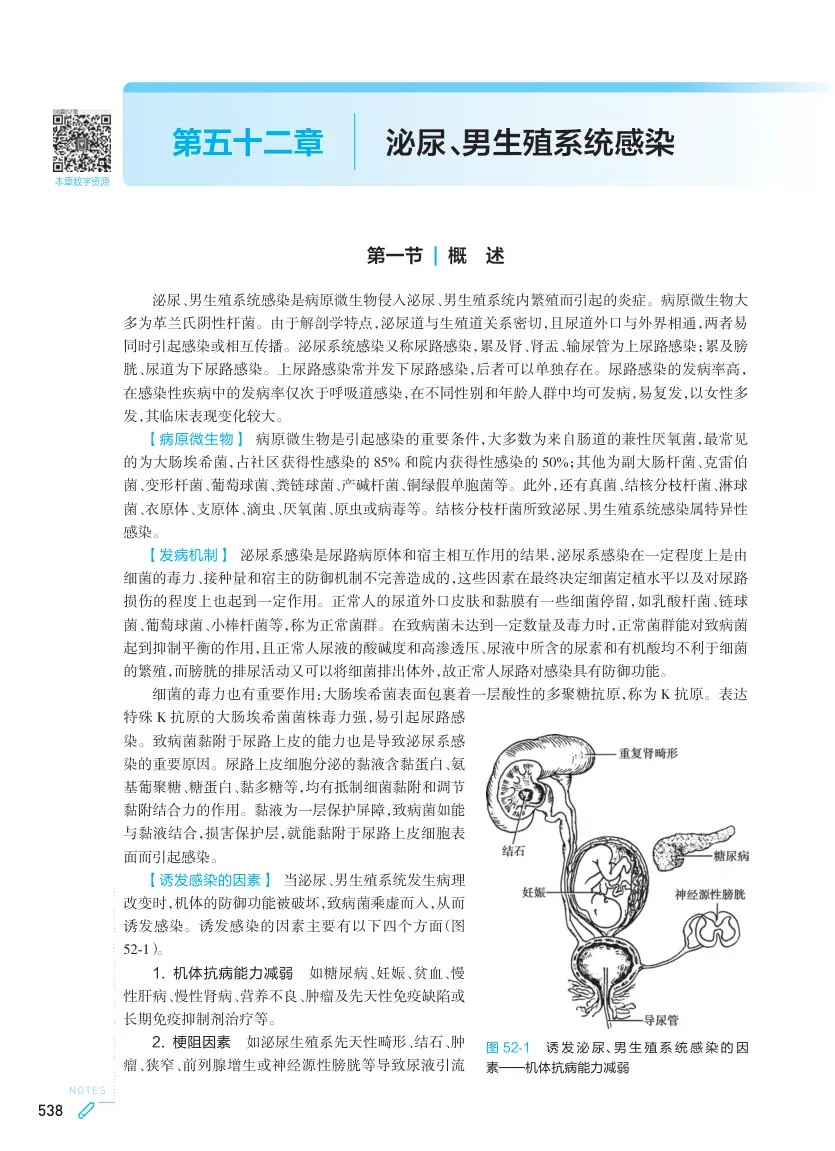 本章数字资源
第五十二章
泌尿、男生殖系统感染
第一节 | 概 述
泌尿、男生殖系统感染是病原微生物侵入泌尿、男生殖系统内繁殖而引起的炎症。病原微生物大
多为革兰氏阴性杆菌。由于解剖学特点,泌尿道与生殖道关系密切,且尿道外口与外界相通,两者易
同时引起感染或相互传播。泌尿系统感染又称尿路感染,累及肾、肾盂、输尿管为上尿路感染;累及膀
胱、尿道为下尿路感染。上尿路感染常并发下尿路感染,后者可以单独存在。尿路感染的发病率高,
在感染性疾病中的发病率仅次于呼吸道感染,在不同性别和年龄人群中均可发病,易复发,以女性多
发,其临床表现变化较大。
【病原微生物】 病原微生物是引起感染的重要条件,大多数为来自肠道的兼性厌氧菌,最常见
的为大肠埃希菌,占社区获得性感染的 85% 和院内获得性感染的 50%;其他为副大肠杆菌、克雷伯
菌、变形杆菌、葡萄球菌、粪链球菌、产碱杆菌、铜绿假单胞菌等。此外,还有真菌、结核分枝杆菌、淋球
菌、衣原体、支原体、滴虫、厌氧菌、原虫或病毒等。结核分枝杆菌所致泌尿、男生殖系统感染属特异性
感染。
【发病机制】 泌尿系感染是尿路病原体和宿主相互作用的结果,泌尿系感染在一定程度上是由
细菌的毒力、接种量和宿主的防御机制不完善造成的,这些因素在最终决定细菌定植水平以及对尿路
损伤的程度上也起到一定作用。正常人的尿道外口皮肤和黏膜有一些细菌停留,如乳酸杆菌、链球
菌、葡萄球菌、小棒杆菌等,称为正常菌群。在致病菌未达到一定数量及毒力时,正常菌群能对致病菌
起到抑制平衡的作用,且正常人尿液的酸碱度和高渗透压、尿液中所含的尿素和有机酸均不利于细菌
的繁殖,而膀胱的排尿活动又可以将细菌排出体外,故正常人尿路对感染具有防御功能。
细菌的毒力也有重要作用:大肠埃希菌表面包裹着一层酸性的多聚糖抗原,称为 K 抗原。表达
特殊 K 抗原的大肠埃希菌菌株毒力强,易引起尿路感
染。致病菌黏附于尿路上皮的能力也是导致泌尿系感
染的重要原因。尿路上皮细胞分泌的黏液含黏蛋白、氨
基葡聚糖、糖蛋白、黏多糖等,均有抵制细菌黏附和调节
黏附结合力的作用。黏液为一层保护屏障,致病菌如能
与黏液结合,损害保护层,就能黏附于尿路上皮细胞表
面而引起感染。
【诱发感染的因素】 当泌尿、男生殖系统发生病理
改变时,机体的防御功能被破坏,致病菌乘虚而入,从而
诱发感染。诱发感染的因素主要有以下四个方面(图
52-1)。
1. 机体抗病能力减弱 如糖尿病、妊娠、贫血、慢
性肝病、慢性肾病、营养不良、肿瘤及先天性免疫缺陷或
长期免疫抑制剂治疗等。
2. 梗阻因素 如泌尿生殖系先天性畸形、结石、肿
瘤、狭窄、前列腺增生或神经源性膀胱等导致尿液引流
重复肾畸形
结石
糖尿病
妊娠
神经源性膀胱
导尿管
图 52-1 诱发泌尿、男生殖系统感染的因
素——机体抗病能力减弱
NOTES
538